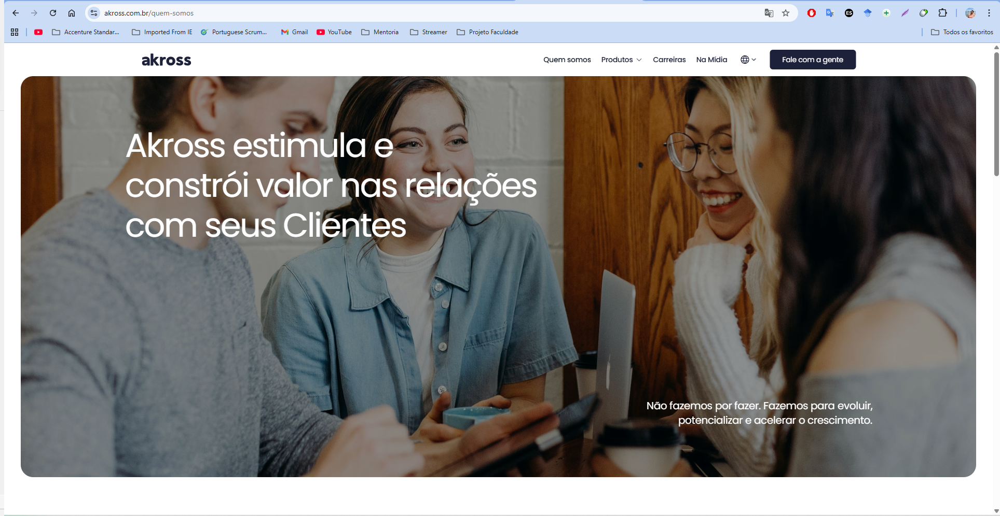 akross.com.br/quem-somos
Accenture Standar...
Imported From IE
Portuguese Scrum...
Gmail
YouTube
Mentoria
Streamer
Projeto Faculdade
Todos os favoritos
akross
Quem somos
Produtos
Carreiras
Na Mídia
Fale com a gente
Akross estimula e
constrói valor nas relações
com seus Clientes
Não fazemos por fazer. Fazemos para evoluir,
potencializar e acelerar o crescimento.